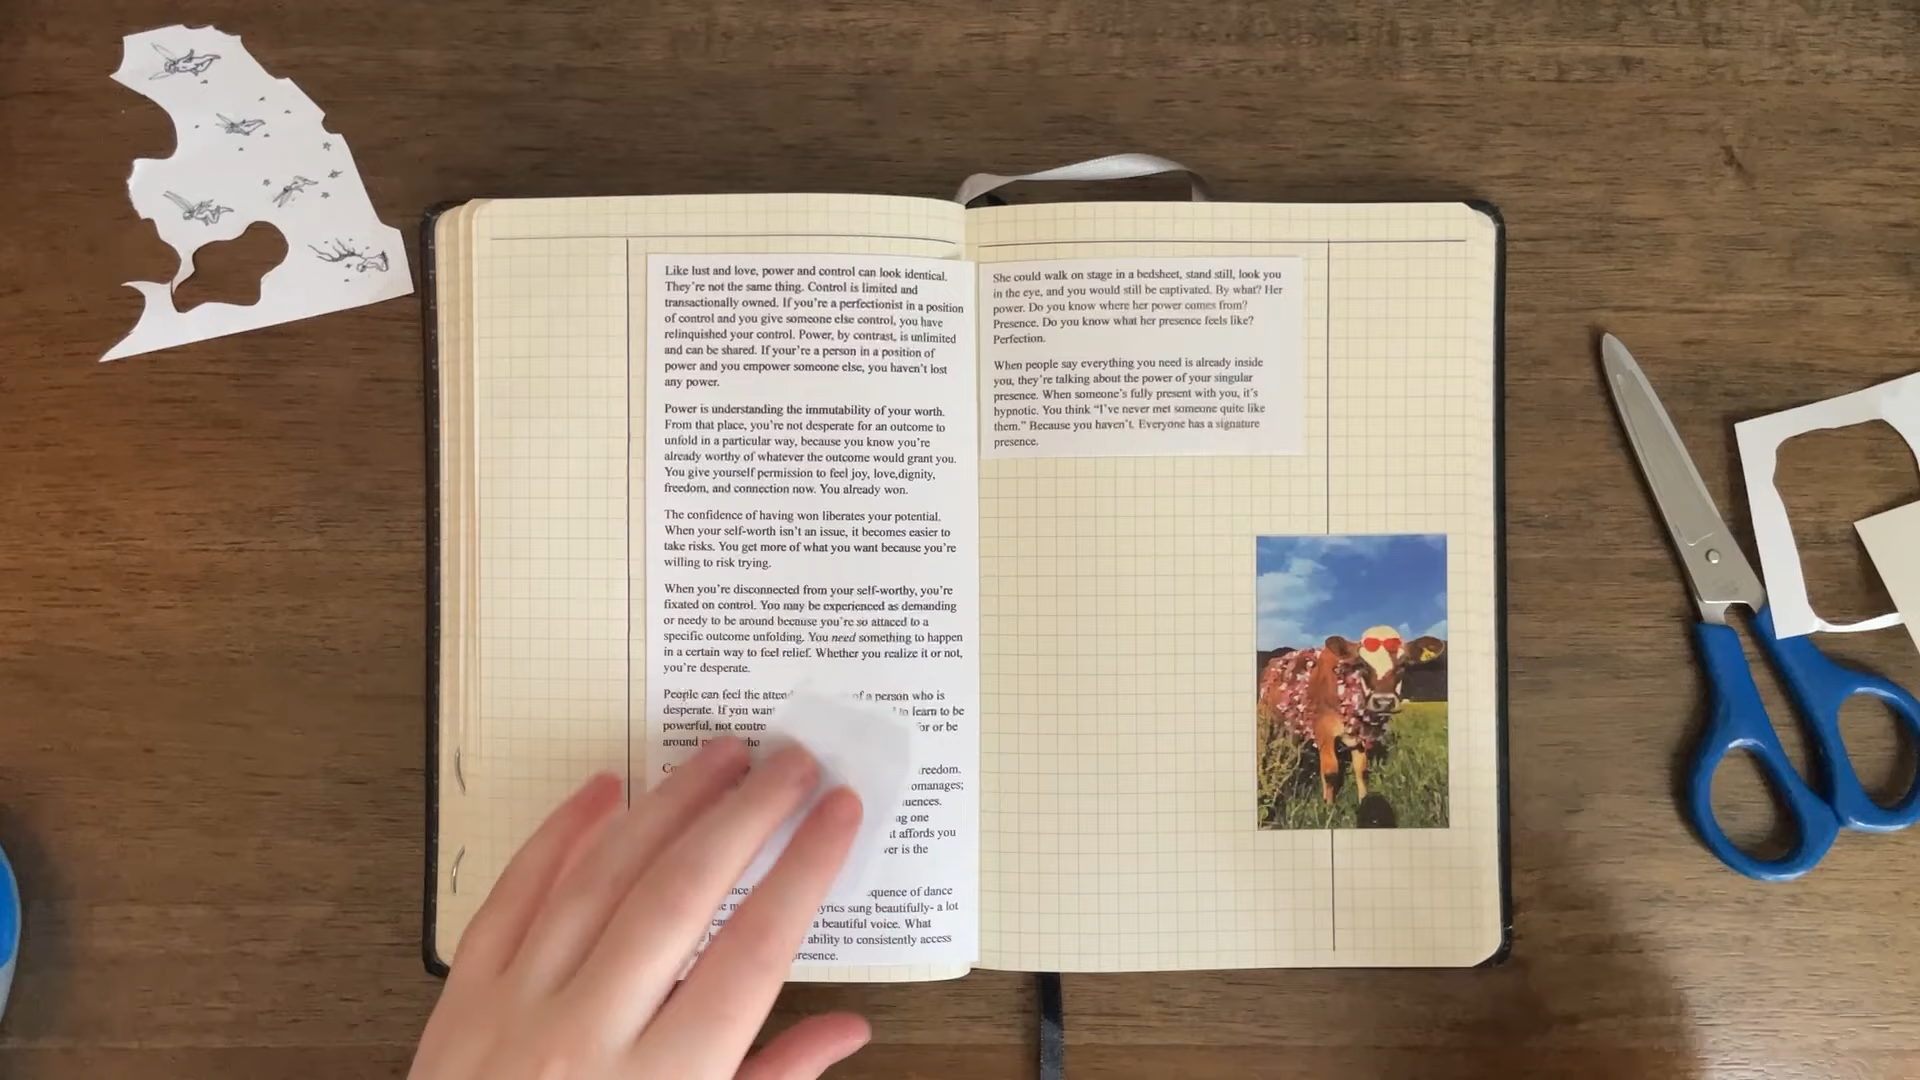 Like lust and love, power and control can look identical.
They're not the same thing. Control is limited and
transactionally owned. If you're a perfectionist in a position
of control and you give someone else control, you have
relinquished your control. Power, by contrast, is unlimited
and can be shared. If your're a person in a position of
power and you empower someone else, you haven't lost
any power.
Power is understanding the immutability of your worth.
From that place, you're not desperate for an outcome to
unfold in a particular way, because you know you're
already worthy of whatever the outcome would grant you.
You give yourself permission to feel joy, love,dignity,
freedom, and connection now. You already won.
The confidence of having won liberates your potential.
When your self-worth isn't an issue, it becomes easier to
take risks. You get more of what you want because you're
willing to risk trying.
When you're disconnected from your self-worthy, you're
fixated on control. You may be experienced as demanding
or needy to be around because you're so attaced to a
specific outcome unfolding. You need something to happen
in a certain way to feel relief. Whether you realize it or not,
you're desperate.
People can feel the of a person who is
desperate. If you want to learn to be
powerful, not or be
around
reedom.
omanages;
uences.
one
it affords you
is the
quence of dance
lyrics sung beautifully- a lot
a beautiful voice. What
ability to consistently access
presence.
She could walk on stage in a bedsheet, stand still, look you
in the eye, and you would still be captivated. By what? Her
power. Do you know where her power comes from?
Presence. Do you know what her presence feels like?
Perfection.
When people say everything you need is already inside
you, they're talking about the power of your singular
presence. When someone's fully present with you, it's
hypnotic. You think "I've never met someone quite like
them." Because you haven't. Everyone has a signature
presence.